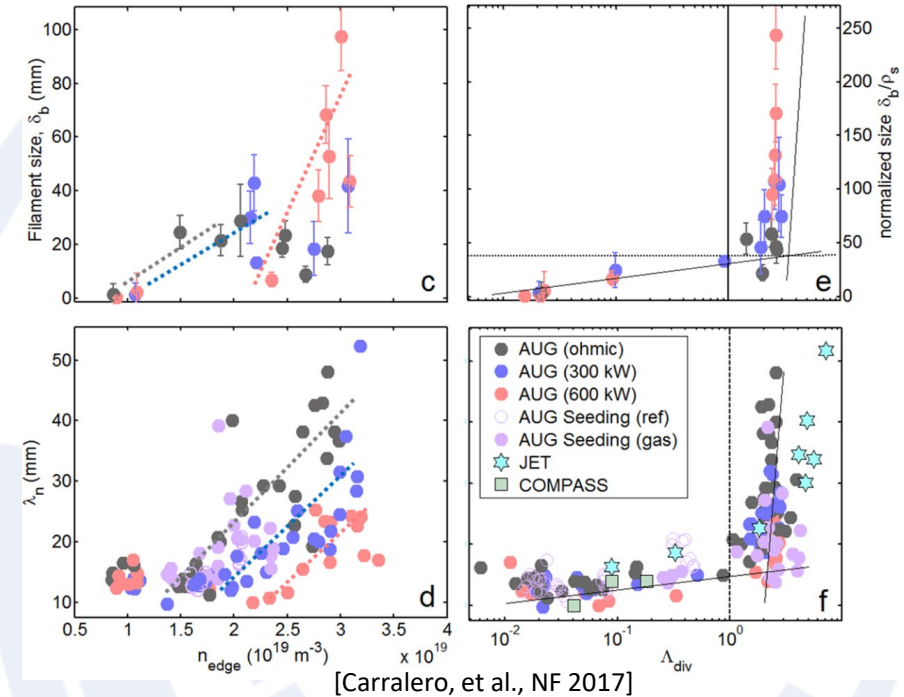 Filament size, δb (mm)
100
80
60
40
20
0
c
e
250
200
150
100
50
0
normalized size δb/ρs
λn (mm)
50
40
30
20
10
d
0.5
1
1.5
2
2.5
3
3.5
4
x 10^19
nedge (10^19 m^-3)
AUG (ohmic)
AUG (300 kW)
AUG (600 kW)
AUG Seeding (ref)
AUG Seeding (gas)
JET
COMPASS
f
10^-2
10^-1
10^0
Λdiv
[Carralero, et al., NF 2017]